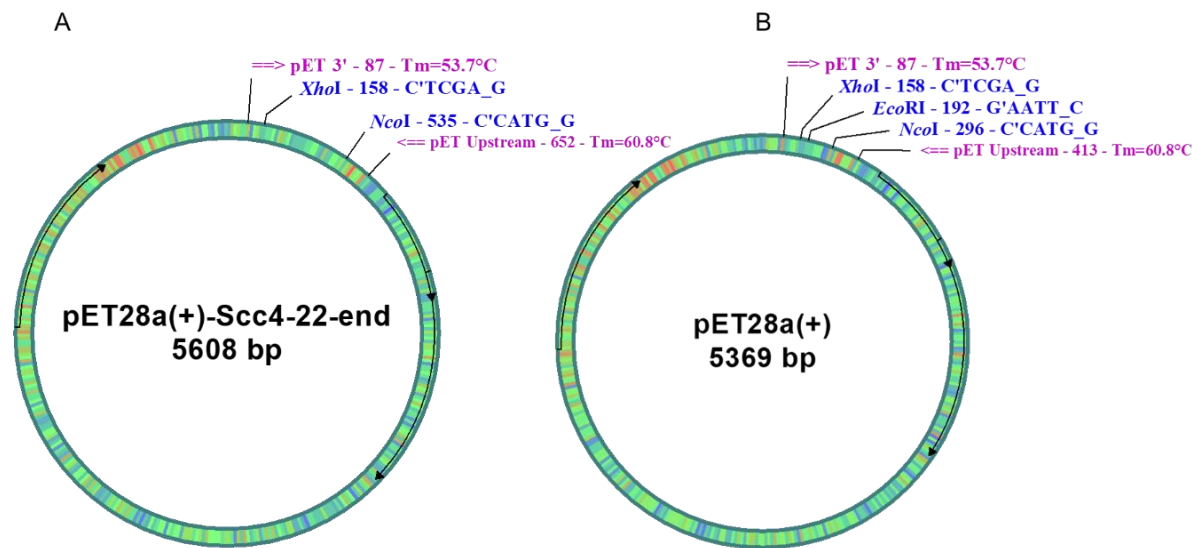 A
==> pET 3' - 87 - Tm=53.7°C
XhoI - 158 - C'TCGA_G
NcoI - 535 - C'CATG_G
<== pET Upstream - 652 - Tm=60.8°C
pET28a(+)-Scc4-22-end
5608 bp
B
==> pET 3' - 87 - Tm=53.7°C
XhoI - 158 - C'TCGA_G
EcoRI - 192 - G'AATT_C
NcoI - 296 - C'CATG_G
<== pET Upstream - 413 - Tm=60.8°C
pET28a(+)
5369 bp